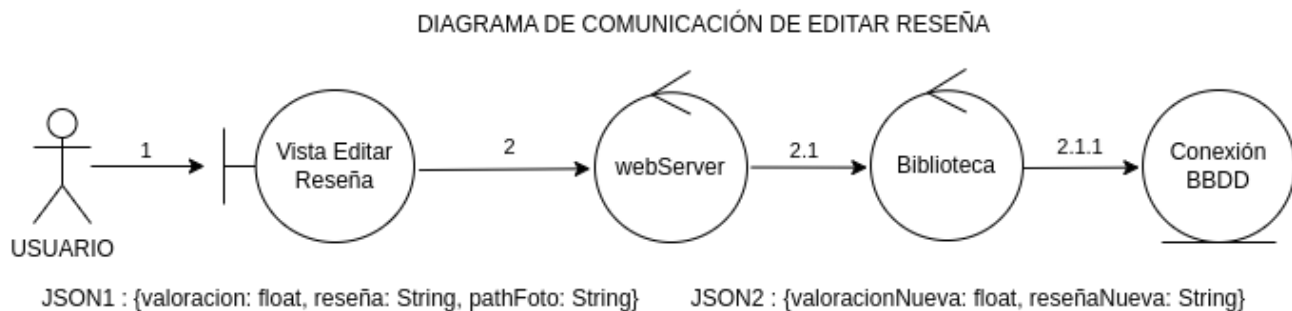 DIAGRAMA DE COMUNICACIÓN DE EDITAR RESEÑA
1
Vista Editar
Reseña
2
webServer
2.1
Biblioteca
2.1.1
Conexión
BBDD
USUARIO
JSON1 : {valoracion: float, reseña: String, pathFoto: String}
JSON2 : {valoracionNueva: float, reseñaNueva: String}